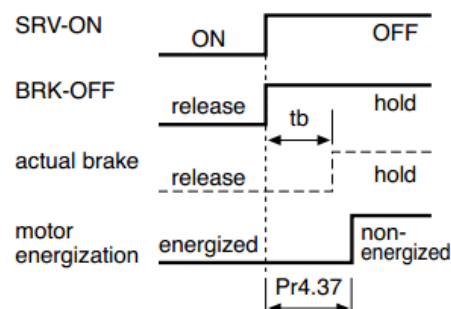 SRV-ON ON OFF
BRK-OFF release hold
tb
actual brake release hold
motor energization energized non-energized
Pr4.37